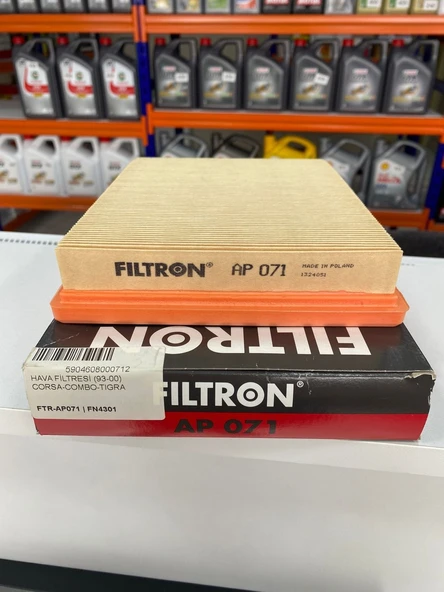 FILTRON® AP 071 MADE IN POLAND
1324091
FILTRON
5904608000712
HAVA FILTRESİ (93-00)
CORSA-COMBO-TIGRA
FTR-AP071 | FN4301
FILTRON®
AP 071